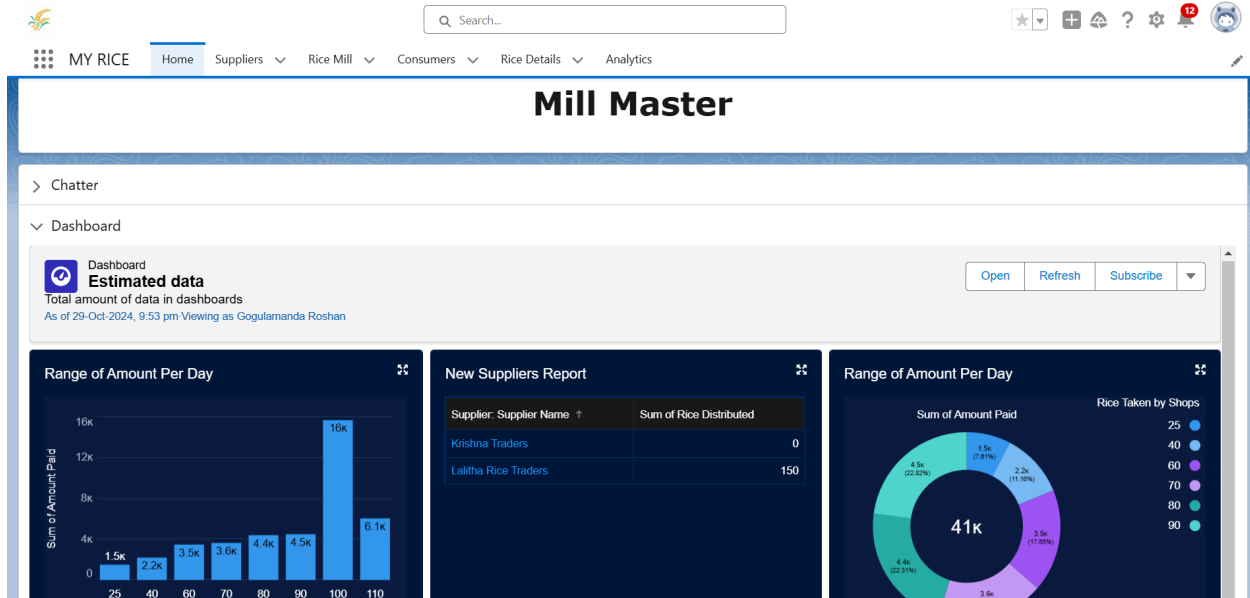 Search...
12
MY RICE
Home
Suppliers
Rice Mill
Consumers
Rice Details
Analytics
Mill Master
Chatter
Dashboard
Dashboard
Estimated data
Total amount of data in dashboards
As of 29-Oct-2024, 9:53 pm·Viewing as Gogulamanda Roshan
Open
Refresh
Subscribe
Range of Amount Per Day
Sum of Amount Paid
16K
12K
8K
4K
0
1.5K
2.2K
3.5K
3.6K
4.4K
4.5K
16K
6.1K
25 40 60 70 80 90 100 110
New Suppliers Report
Supplier: Supplier Name ↑ Sum of Rice Distributed
Krishna Traders 0
Lalitha Rice Traders 150
Range of Amount Per Day
Sum of Amount Paid
Rice Taken by Shops
25
40
60
70
80
90
1.5K
(7.61%)
2.2K
(11.16%)
3.5K
(17.65%)
3.6K
4.4K
(22.31%)
4.5K
(22.82%)
41K